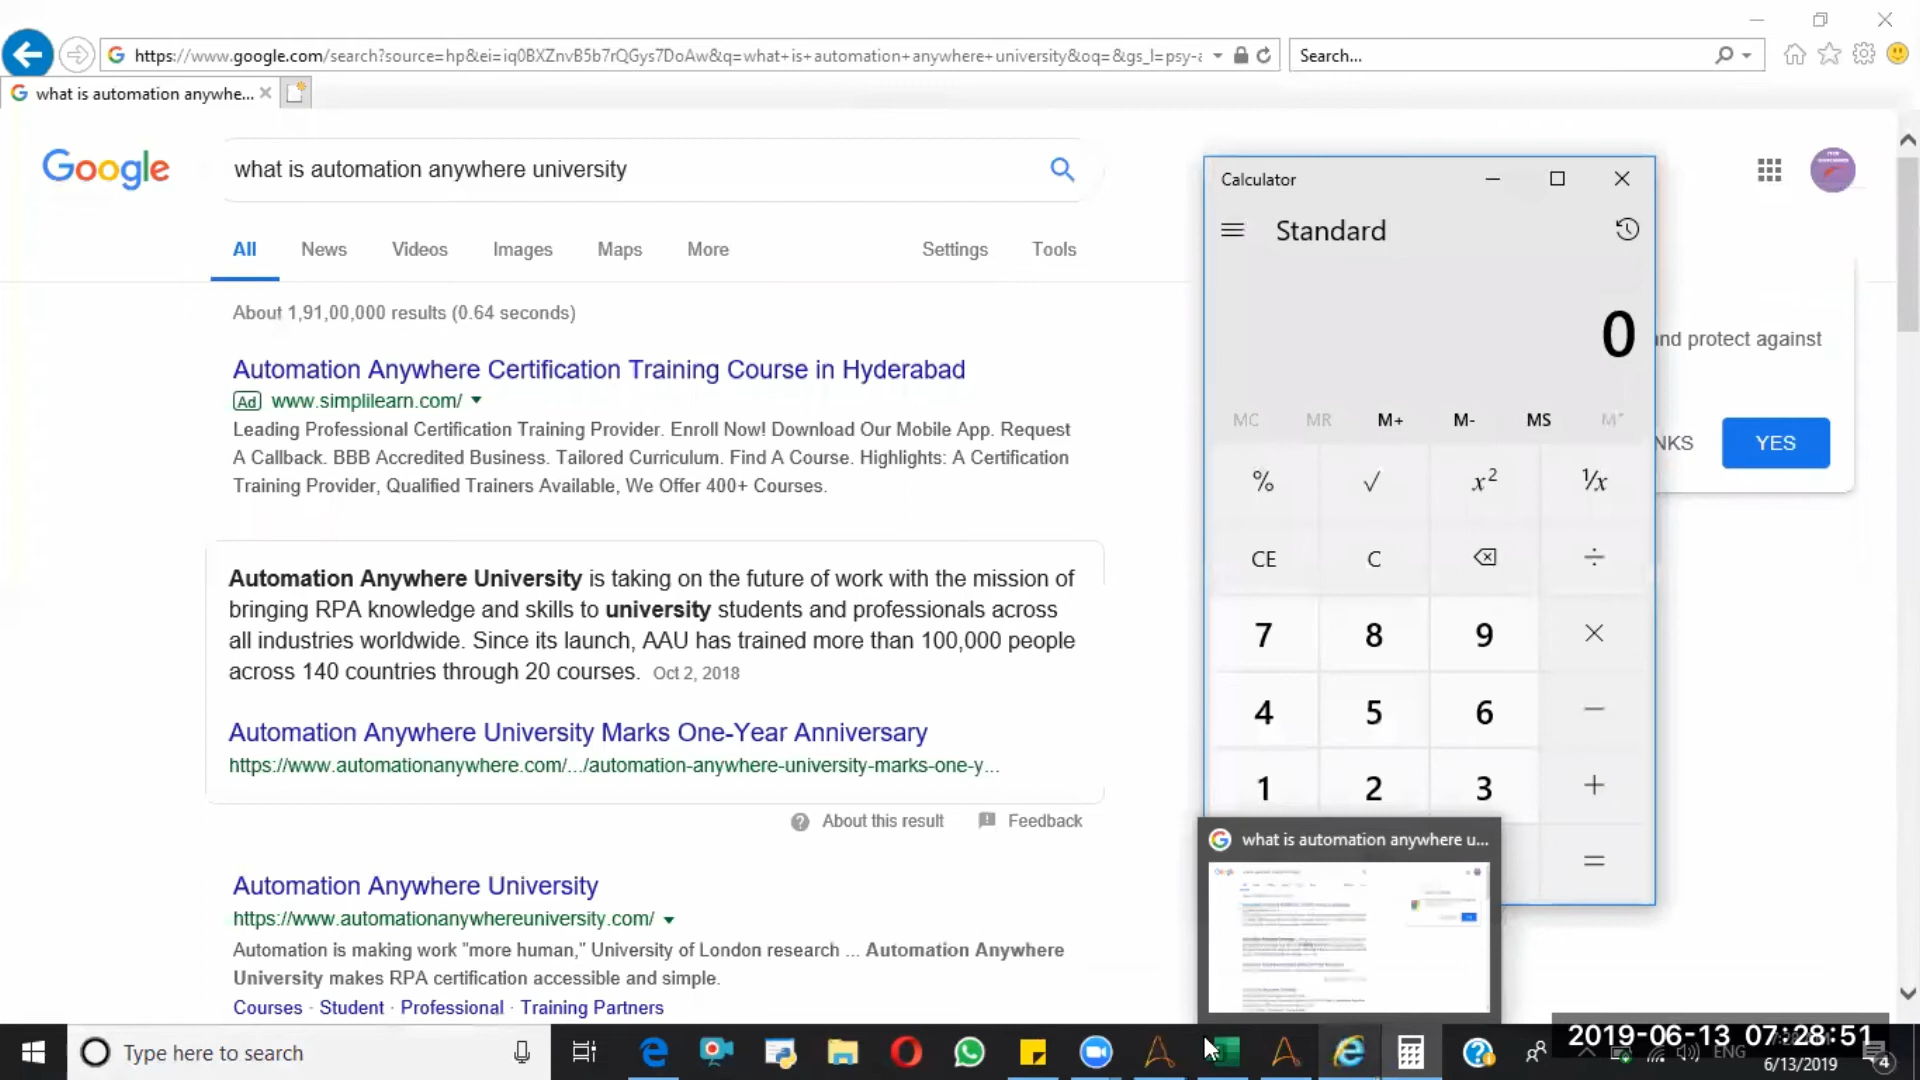 https://www.google.com/search?source=hp&ei=iq0BXZnvB5b7rQGys7DoAw&q=what+is+automation+anywhere+university&oq=&gs_l=psy-a
Search...
what is automation anywhe...
Google
what is automation anywhere university
All News Videos Images Maps More Settings Tools
About 1,91,00,000 results (0.64 seconds)
Automation Anywhere Certification Training Course in Hyderabad
Ad www.simplilearn.com/
Leading Professional Certification Training Provider. Enroll Now! Download Our Mobile App. Request
A Callback. BBB Accredited Business. Tailored Curriculum. Find A Course. Highlights: A Certification
Training Provider, Qualified Trainers Available, We Offer 400+ Courses.
Automation Anywhere University is taking on the future of work with the mission of
bringing RPA knowledge and skills to university students and professionals across
all industries worldwide. Since its launch, AAU has trained more than 100,000 people
across 140 countries through 20 courses. Oct 2, 2018
Automation Anywhere University Marks One-Year Anniversary
https://www.automationanywhere.com/.../automation-anywhere-university-marks-one-y...
About this result Feedback
Automation Anywhere University
https://www.automationanywhereuniversity.com/
Automation is making work "more human," University of London research ... Automation Anywhere
University makes RPA certification accessible and simple.
Courses · Student · Professional · Training Partners
Calculator
Standard
0
MC MR M+ M- MS M˅
% √ x² ¹/x
CE C ÷
7 8 9 ×
4 5 6 −
1 2 3 +
=
nd protect against
NKS YES
what is automation anywhere u...
Type here to search
2019-06-13 07:28:51
ENG
6/13/2019
4